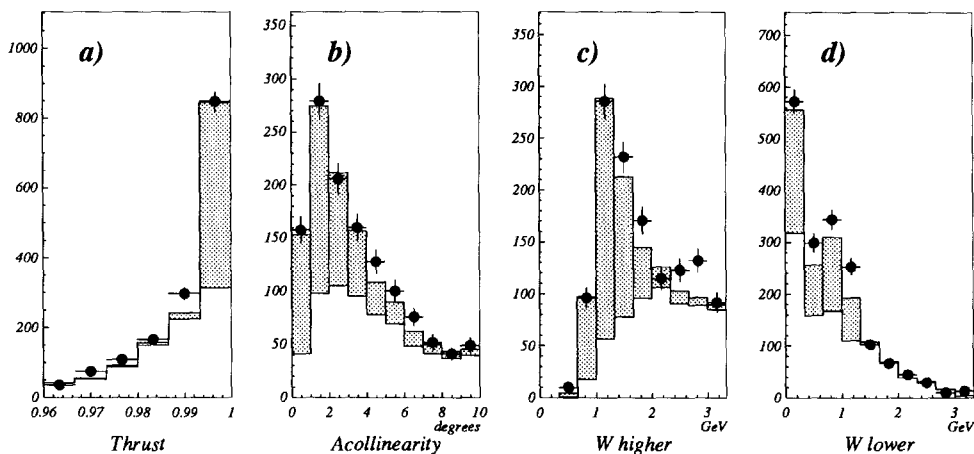 a)
1000
800
600
400
200
0
0.96 0.97 0.98 0.99 1
Thrust
b)
350
300
250
200
150
100
50
0
0 2 4 6 8 10
degrees
Acollinearity
c)
350
300
250
200
150
100
50
0
0 1 2 3
GeV
W higher
d)
700
600
500
400
300
200
100
0
0 1 2 3
GeV
W lower